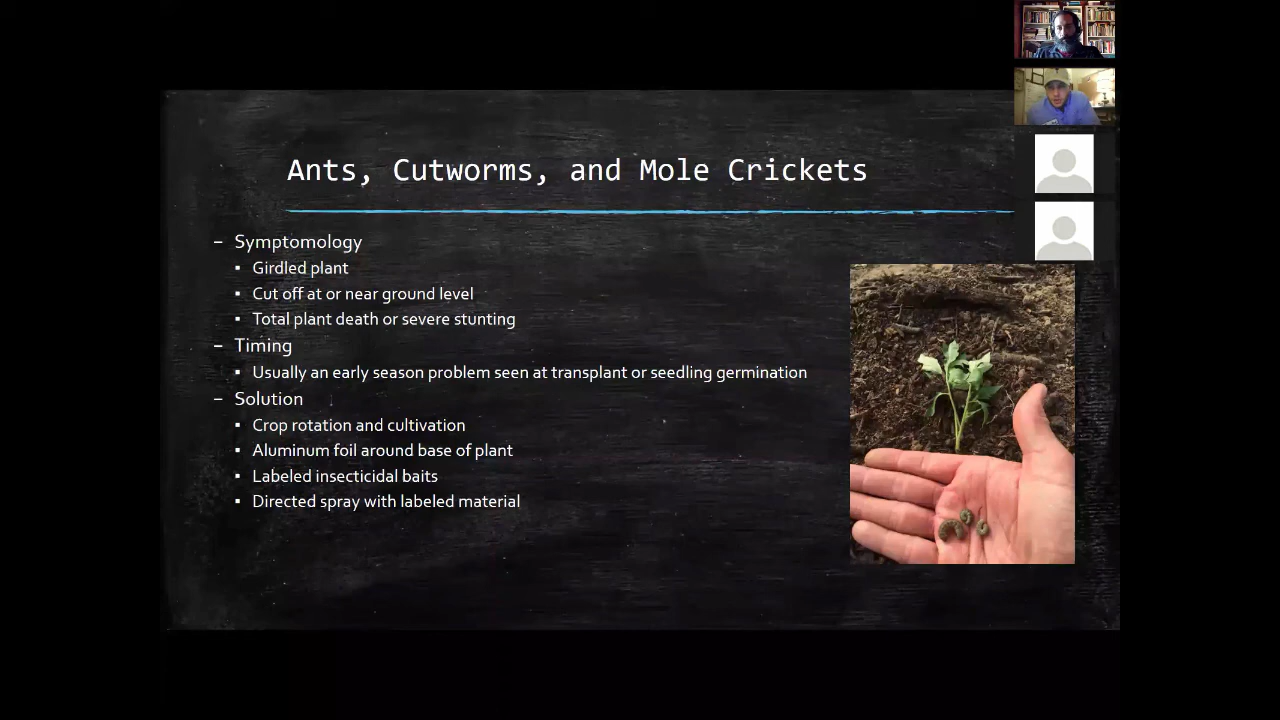 Ants, Cutworms, and Mole Crickets
– Symptomology
▪ Girdled plant
▪ Cut off at or near ground level
▪ Total plant death or severe stunting
– Timing
▪ Usually an early season problem seen at transplant or seedling germination
– Solution
▪ Crop rotation and cultivation
▪ Aluminum foil around base of plant
▪ Labeled insecticidal baits
▪ Directed spray with labeled material